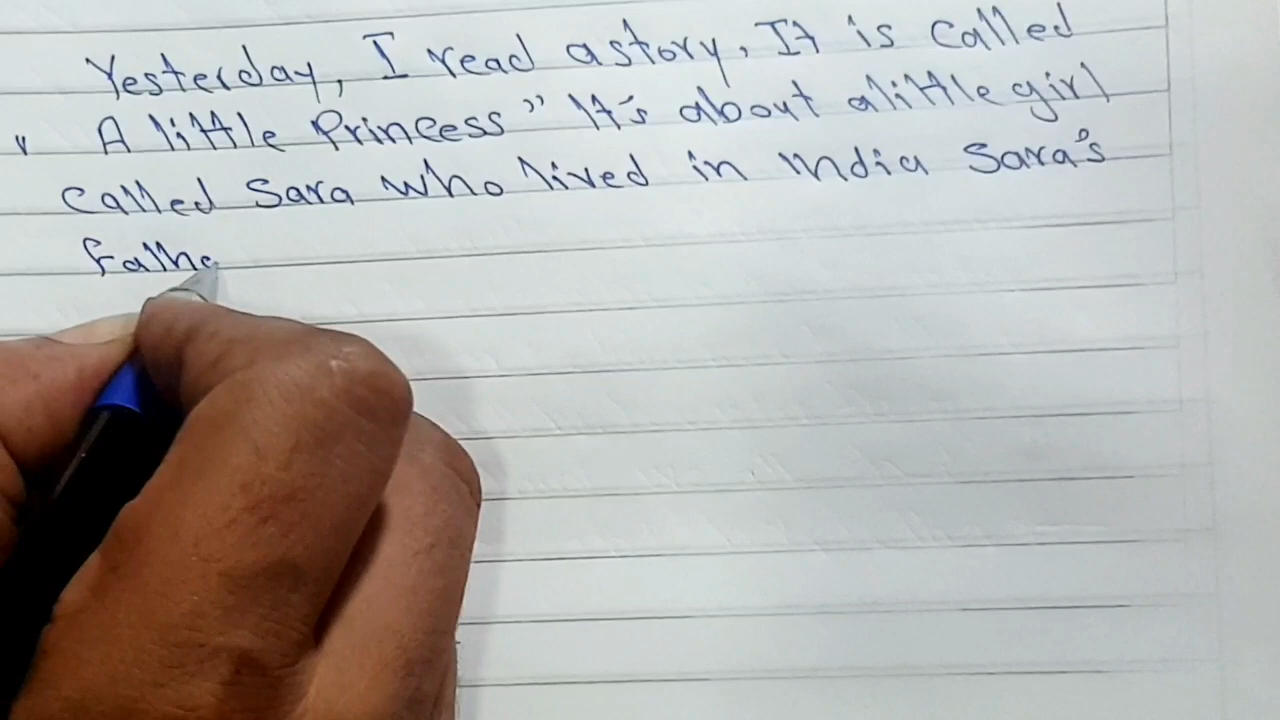 Yesterday, I read a story, It is called
" A little Princess" It's about a little girl
called Sara who lived in India Sara's
Fathe